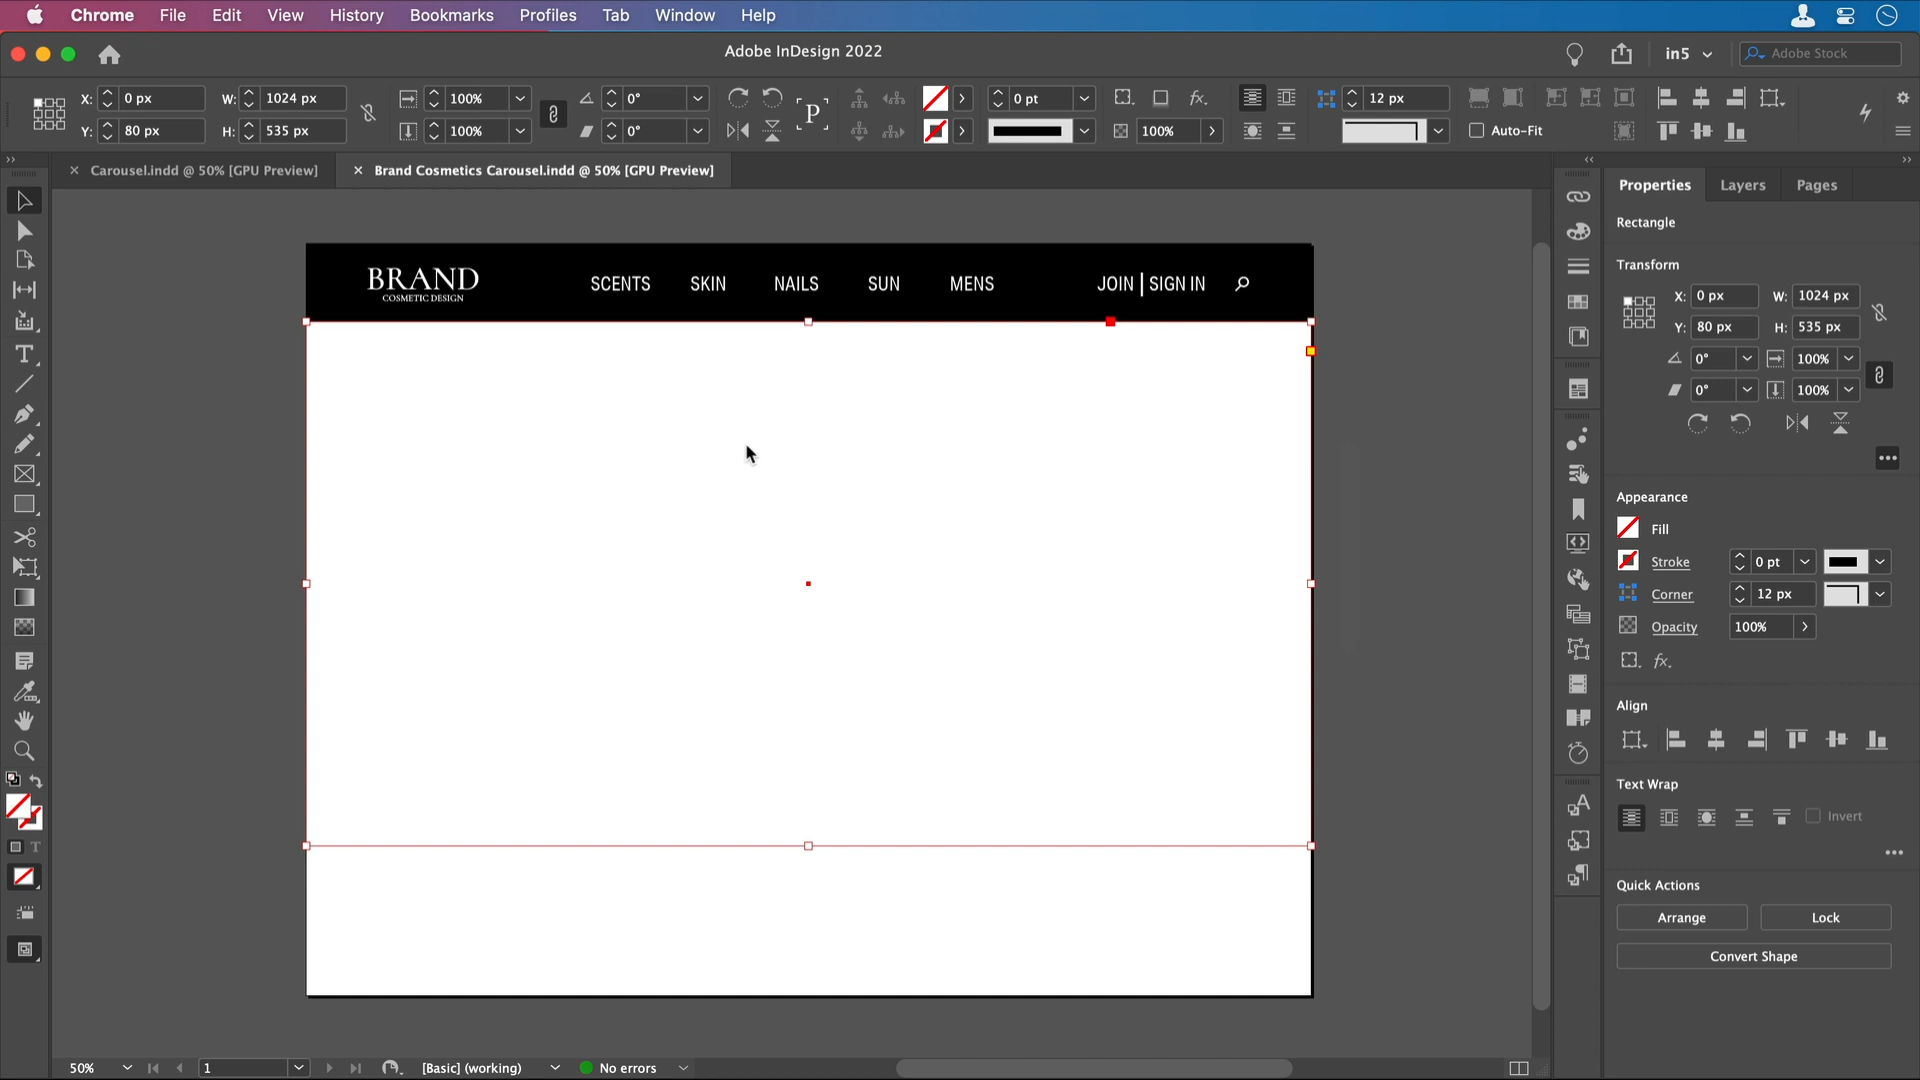 Chrome File Edit View History Bookmarks Profiles Tab Window Help
Adobe InDesign 2022
in5
Adobe Stock
X: 0 px W: 1024 px 100% 0° 0 pt fx. 12 px
Y: 80 px H: 535 px 100% 0° 100% Auto-Fit
P
Carousel.indd @ 50% [GPU Preview]
Brand Cosmetics Carousel.indd @ 50% [GPU Preview]
BRAND
COSMETIC DESIGN
SCENTS SKIN NAILS SUN MENS JOIN | SIGN IN
Properties Layers Pages
Rectangle
Transform
X: 0 px W: 1024 px
Y: 80 px H: 535 px
0° 100%
0° 100%
Appearance
Fill
Stroke 0 pt
Corner 12 px
Opacity 100%
fx.
Align
Text Wrap
Invert
Quick Actions
Arrange Lock
Convert Shape
50% 1 [Basic] (working) No errors